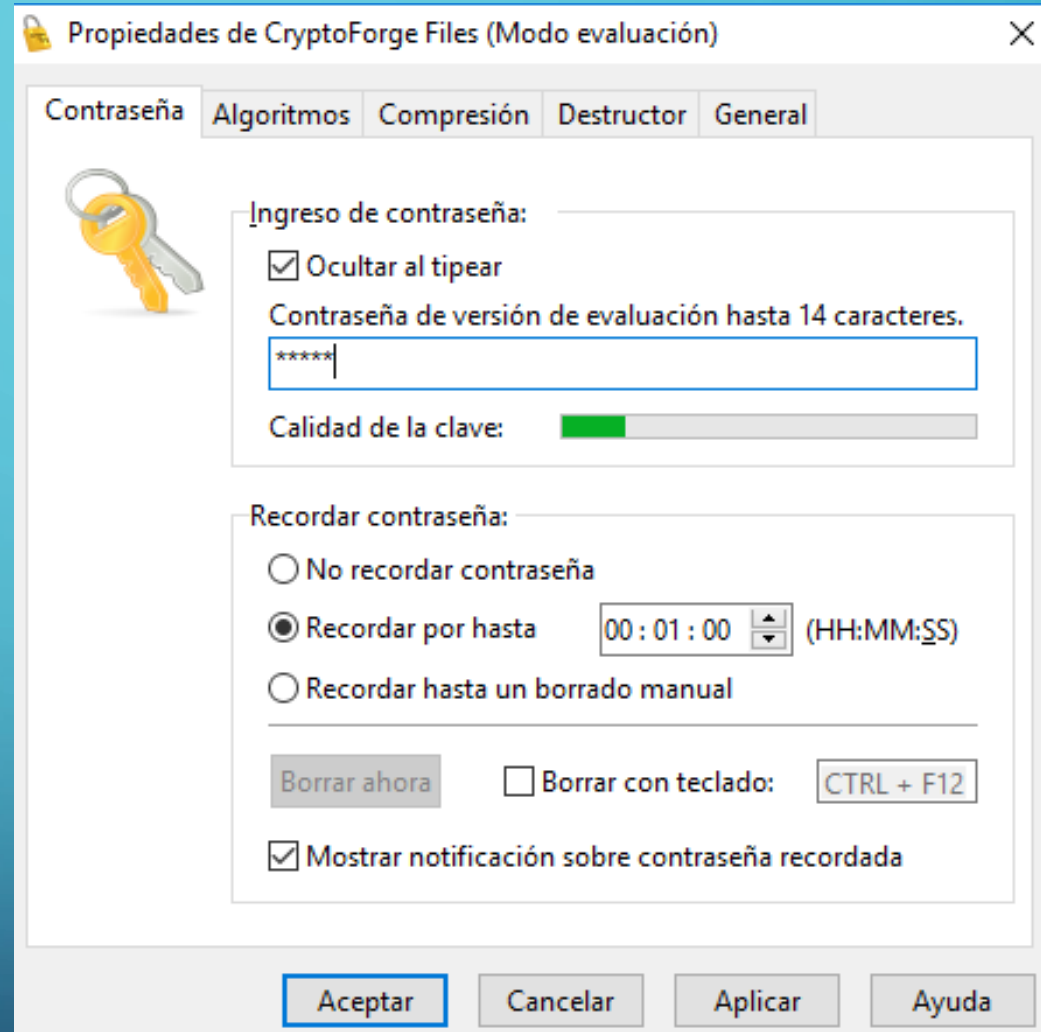 Propiedades de CryptoForge Files (Modo evaluación)
Contraseña Algoritmos Compresión Destructor General
Ingreso de contraseña:
Ocultar al tipear
Contraseña de versión de evaluación hasta 14 caracteres.
*****
Calidad de la clave:
Recordar contraseña:
No recordar contraseña
Recordar por hasta 00 : 01 : 00 (HH:MM:SS)
Recordar hasta un borrado manual
Borrar ahora Borrar con teclado: CTRL + F12
Mostrar notificación sobre contraseña recordada
Aceptar Cancelar Aplicar Ayuda